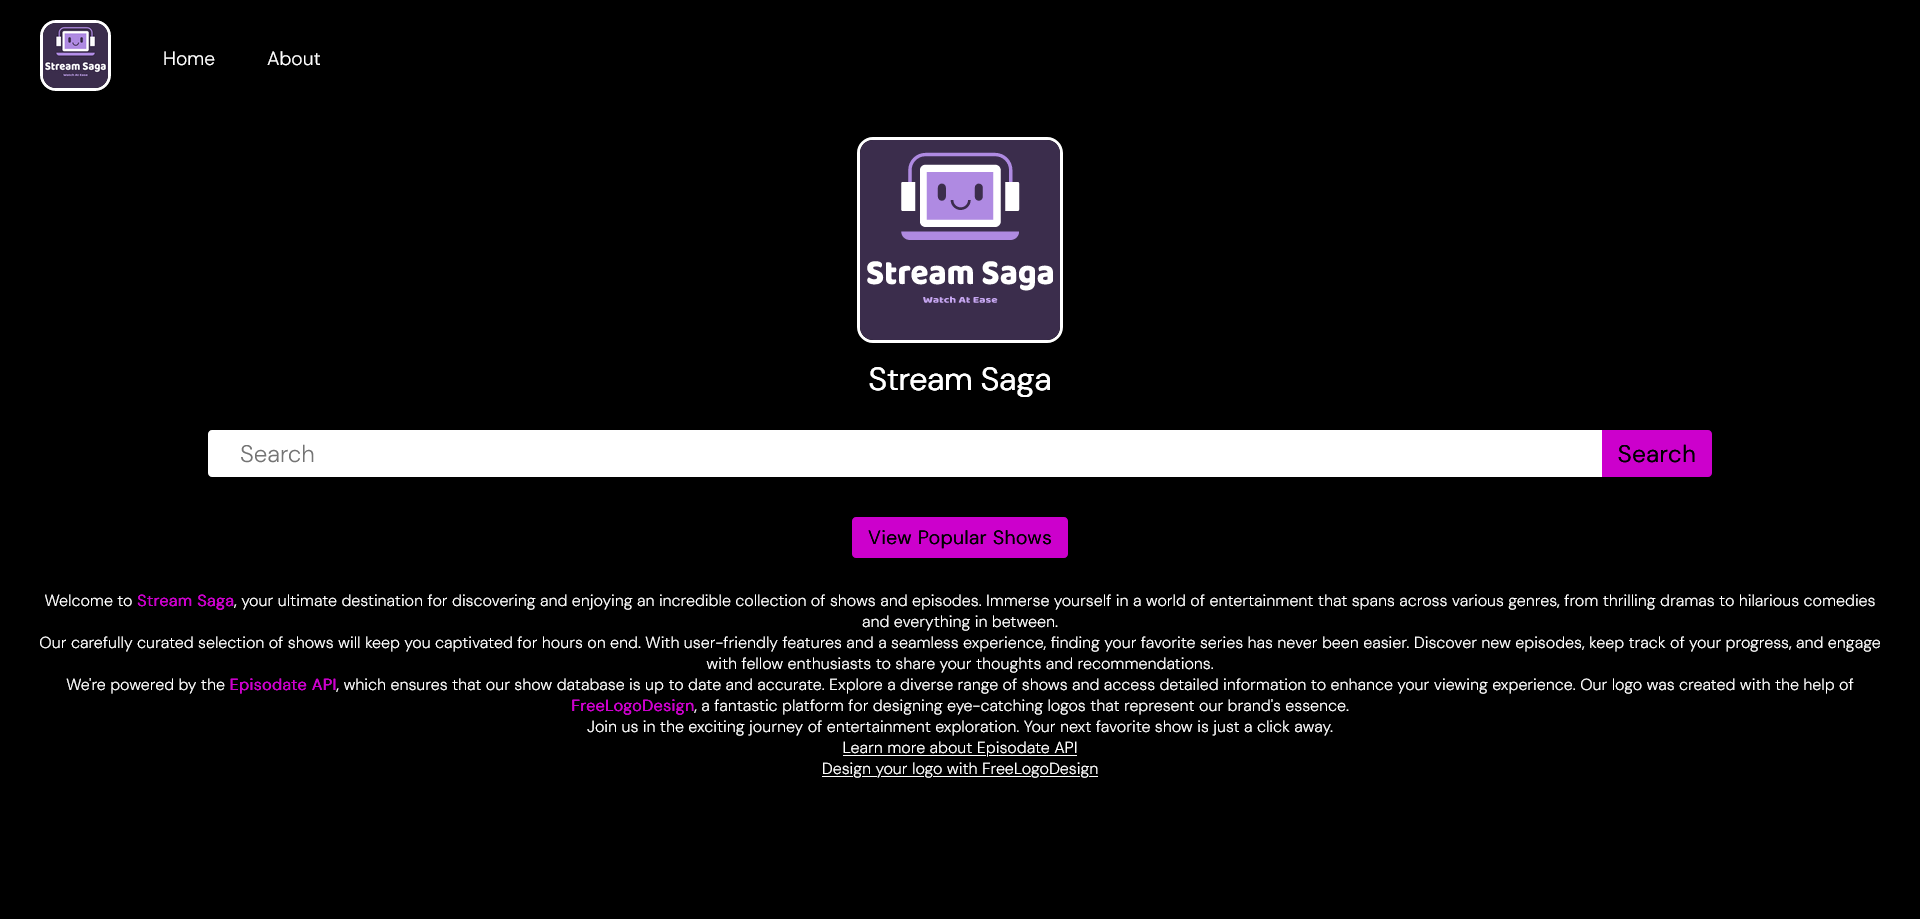 Stream Saga
Watch At Ease
Home
About
Stream Saga
Watch At Ease
Stream Saga
Search
Search
View Popular Shows
Welcome to Stream Saga, your ultimate destination for discovering and enjoying an incredible collection of shows and episodes. Immerse yourself in a world of entertainment that spans across various genres, from thrilling dramas to hilarious comedies
and everything in between.
Our carefully curated selection of shows will keep you captivated for hours on end. With user-friendly features and a seamless experience, finding your favorite series has never been easier. Discover new episodes, keep track of your progress, and engage
with fellow enthusiasts to share your thoughts and recommendations.
We're powered by the Episodate API, which ensures that our show database is up to date and accurate. Explore a diverse range of shows and access detailed information to enhance your viewing experience. Our logo was created with the help of
FreeLogoDesign, a fantastic platform for designing eye-catching logos that represent our brand's essence.
Join us in the exciting journey of entertainment exploration. Your next favorite show is just a click away.
Learn more about Episodate API
Design your logo with FreeLogoDesign